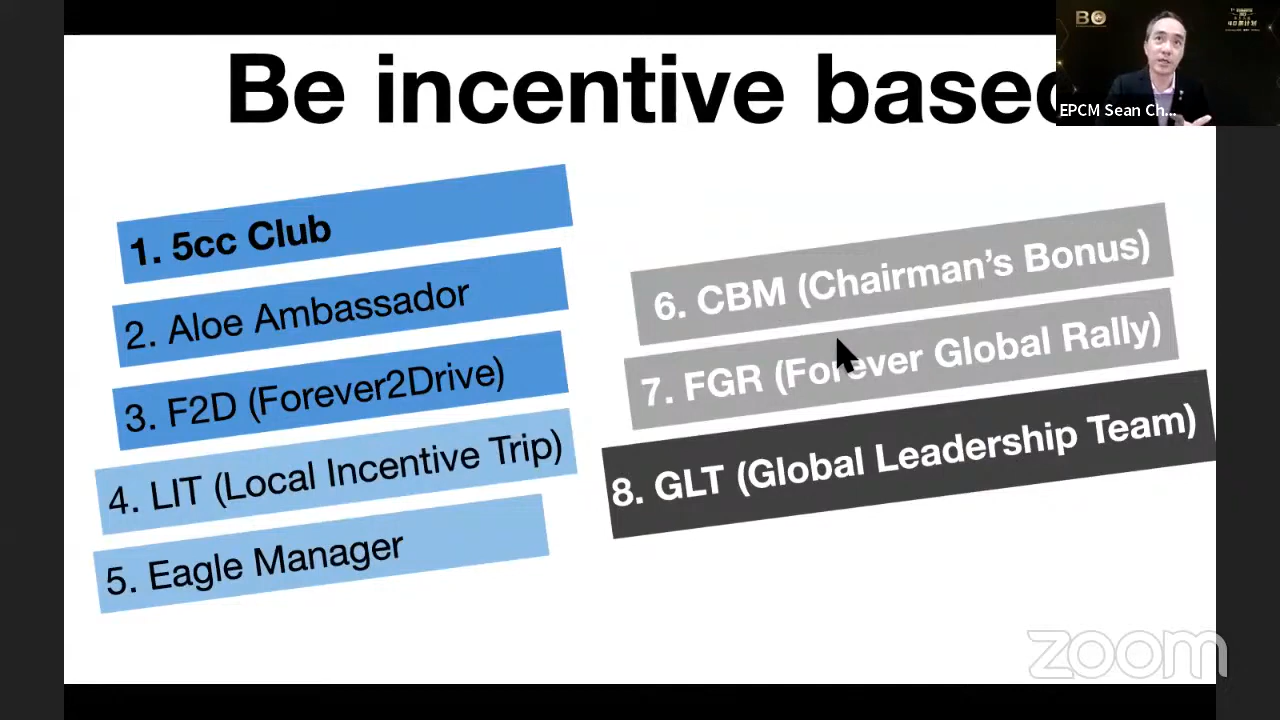 Be incentive based
1. 5cc Club
2. Aloe Ambassador
3. F2D (Forever2Drive)
4. LIT (Local Incentive Trip)
5. Eagle Manager
6. CBM (Chairman’s Bonus)
7. FGR (Forever Global Rally)
8. GLT (Global Leadership Team)
EPCM Sean Ch...
zoom